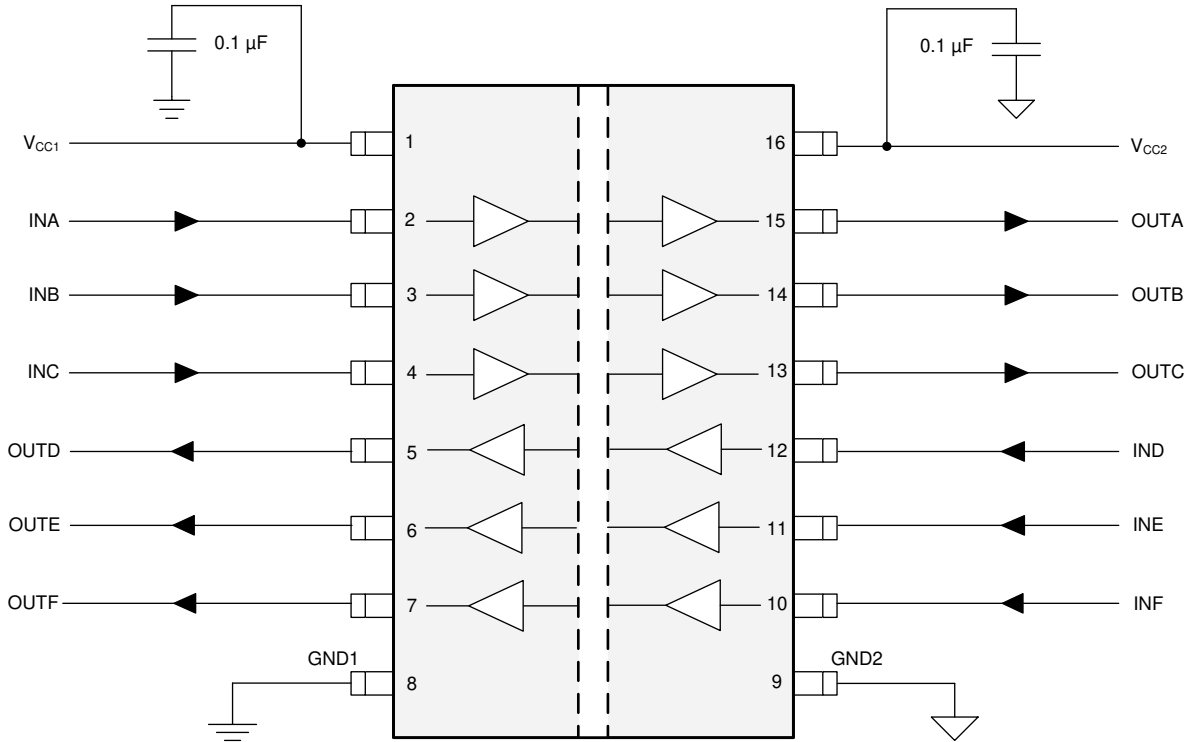 0.1 µF
0.1 µF
VCC1
1
16
VCC2
INA
2
15
OUTA
INB
3
14
OUTB
INC
4
13
OUTC
OUTD
5
12
IND
OUTE
6
11
INE
OUTF
7
10
INF
GND1
8
9
GND2